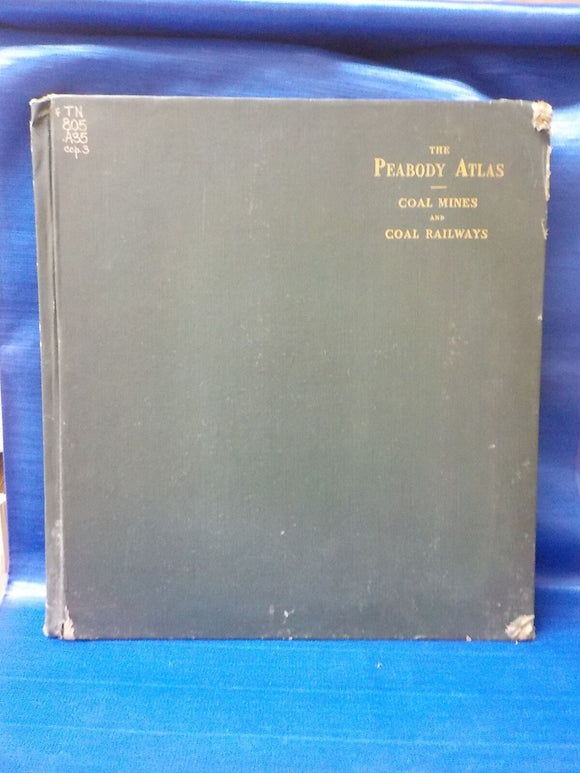 f TN
805
.A35
cop.3
THE
PEABODY ATLAS
COAL MINES
AND
COAL RAILWAYS